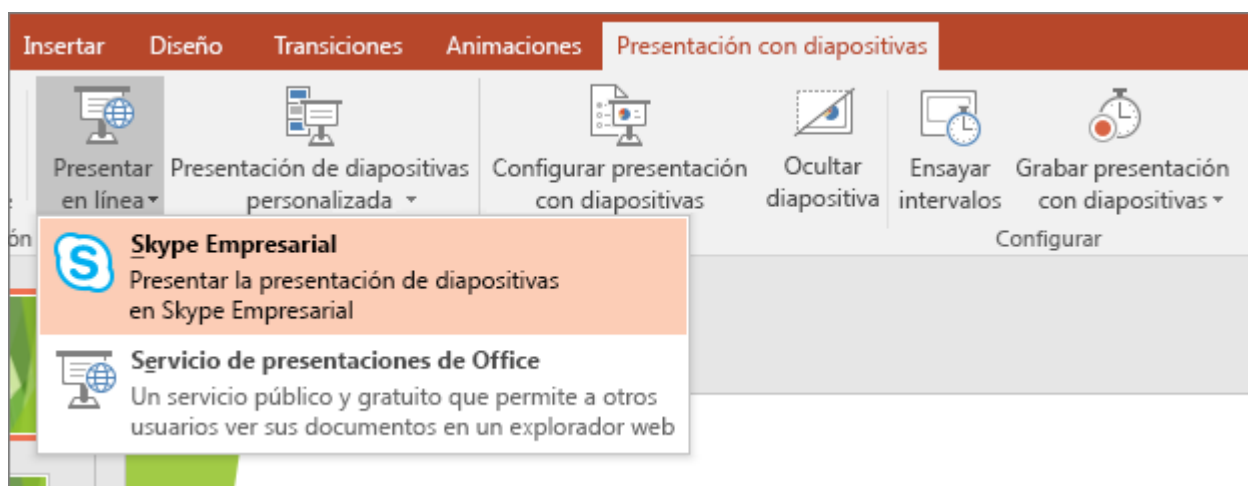 Insertar Diseño Transiciones Animaciones Presentación con diapositivas
Presentar
en línea
Presentación de diapositivas
personalizada
Configurar presentación
con diapositivas
Ocultar
diapositiva
Ensayar
intervalos
Grabar presentación
con diapositivas
ón
Configurar
Skype Empresarial
Presentar la presentación de diapositivas
en Skype Empresarial
Servicio de presentaciones de Office
Un servicio público y gratuito que permite a otros
usuarios ver sus documentos en un explorador web